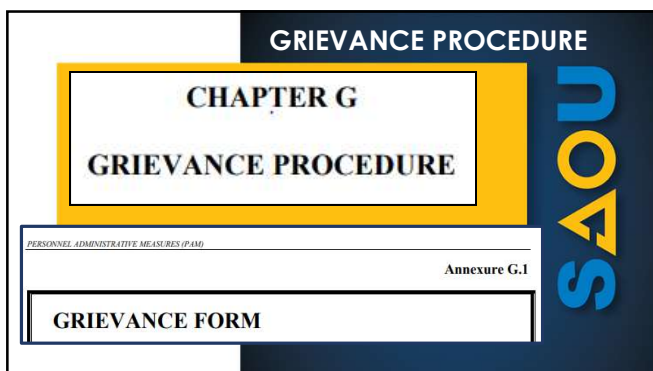 GRIEVANCE PROCEDURE
CHAPTER G
GRIEVANCE PROCEDURE
SAOU
PERSONNEL ADMINISTRATIVE MEASURES (PAM)
Annexure G.1
GRIEVANCE FORM